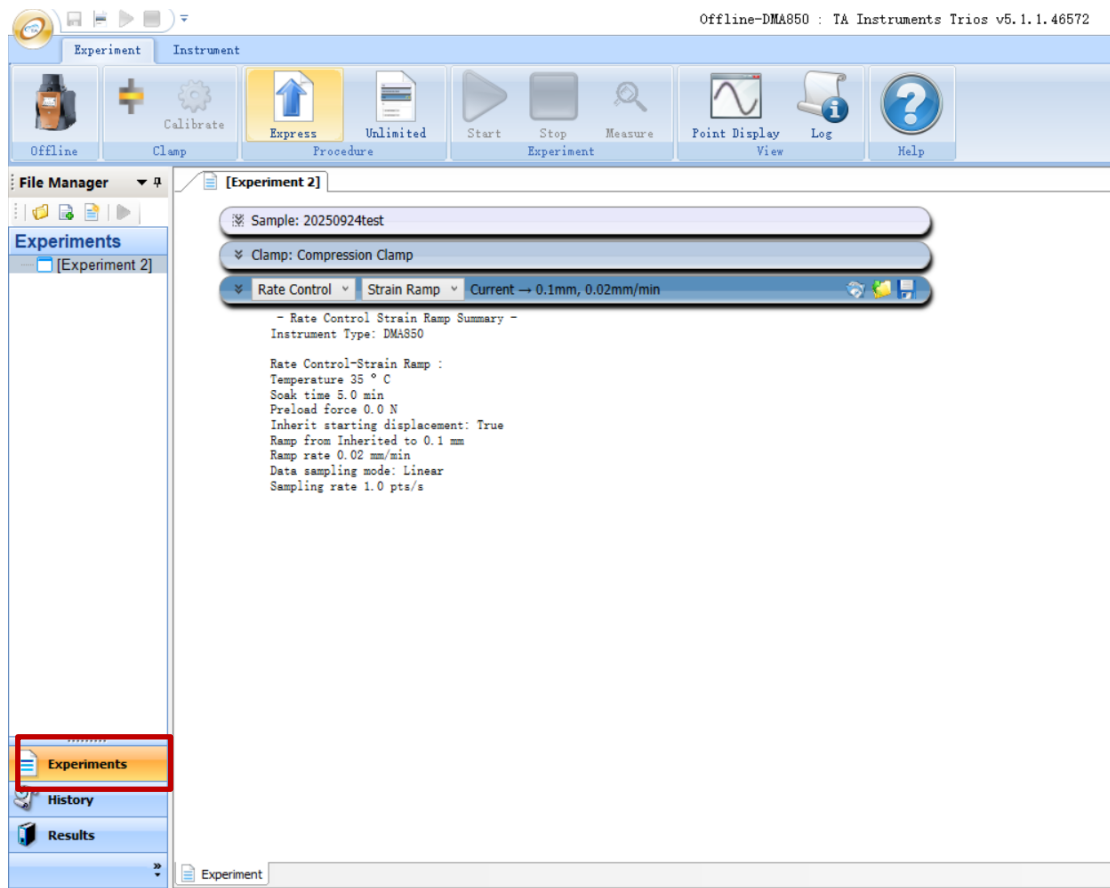 Offline-DMA850 : TA Instruments Trios v5.1.1.46572
Experiment Instrument
Calibrate Express Unlimited Start Stop Measure Point Display Log
Offline Clamp Procedure Experiment View Help
File Manager
[Experiment 2]
Sample: 20250924test
Experiments
Clamp: Compression Clamp
[Experiment 2]
Rate Control Strain Ramp Current → 0.1mm, 0.02mm/min
- Rate Control Strain Ramp Summary -
Instrument Type: DMA850
Rate Control-Strain Ramp :
Temperature 35 ° C
Soak time 5.0 min
Preload force 0.0 N
Inherit starting displacement: True
Ramp from Inherited to 0.1 mm
Ramp rate 0.02 mm/min
Data sampling mode: Linear
Sampling rate 1.0 pts/s
Experiments
History
Results
Experiment